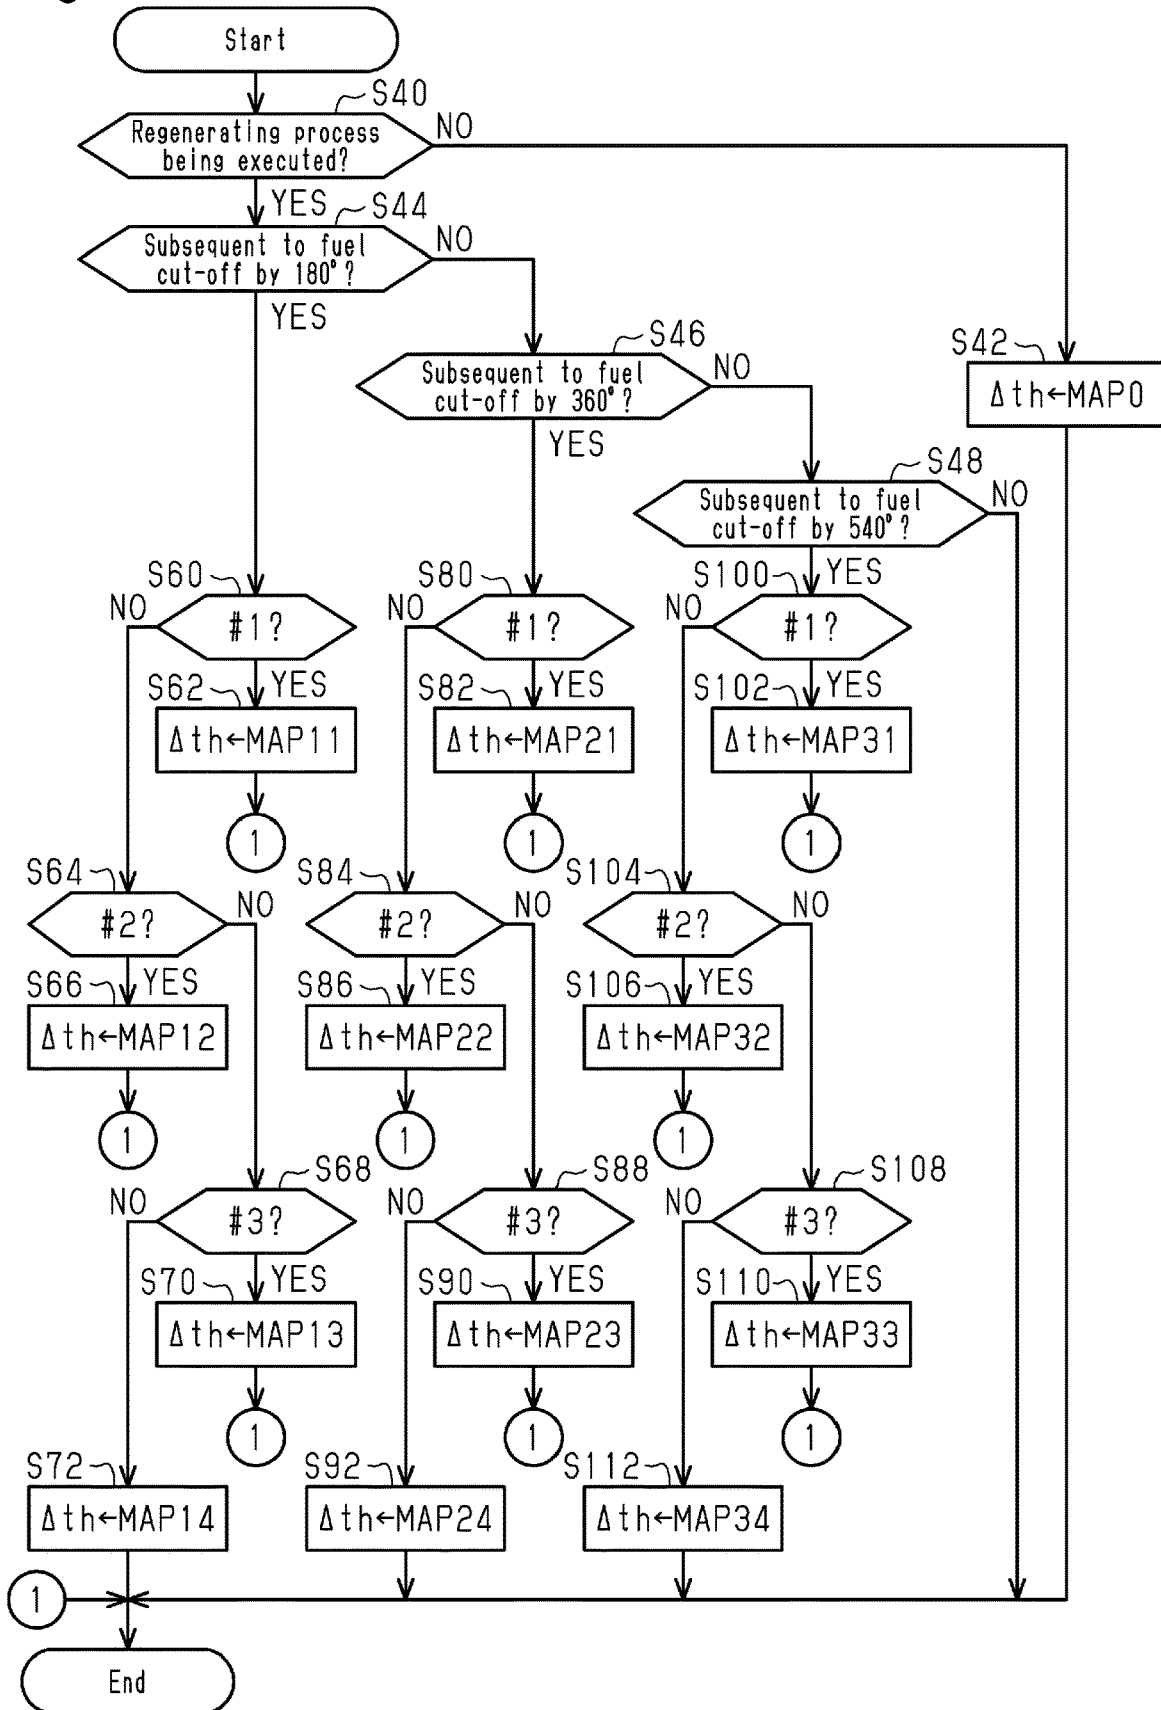 Start
S40
Regenerating process
being executed?
NO
YES
S44
Subsequent to fuel
cut-off by 180°?
NO
YES
S46
Subsequent to fuel
cut-off by 360°?
NO
YES
S42
Δth←MAP0
S48
Subsequent to fuel
cut-off by 540°?
NO
YES
S60
#1?
NO
YES
S80
#1?
NO
YES
S100
#1?
NO
YES
S62
Δth←MAP11
1
S82
Δth←MAP21
1
S102
Δth←MAP31
1
S64
#2?
NO
YES
S84
#2?
NO
YES
S104
#2?
NO
YES
S66
Δth←MAP12
1
S86
Δth←MAP22
1
S106
Δth←MAP32
1
S68
#3?
NO
YES
S88
#3?
NO
YES
S108
#3?
NO
YES
S70
Δth←MAP13
1
S90
Δth←MAP23
1
S110
Δth←MAP33
1
S72
Δth←MAP14
S92
Δth←MAP24
S112
Δth←MAP34
1
End